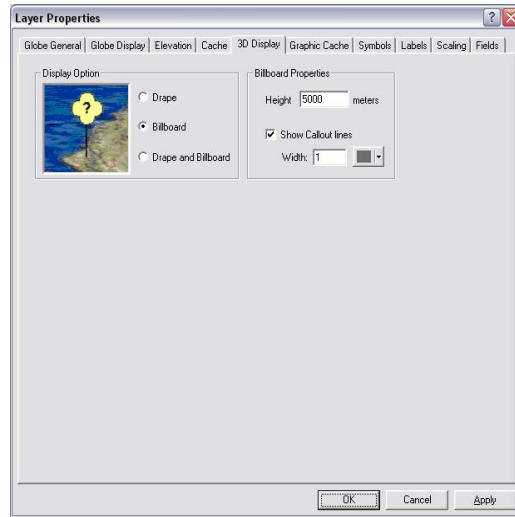 Layer Properties
Globe General Globe Display Elevation Cache 3D Display Graphic Cache Symbols Labels Scaling Fields
Display Option
?
Drape
Billboard
Drape and Billboard
Billboard Properties
Height 5000 meters
Show Callout lines
Width: 1
OK Cancel Apply